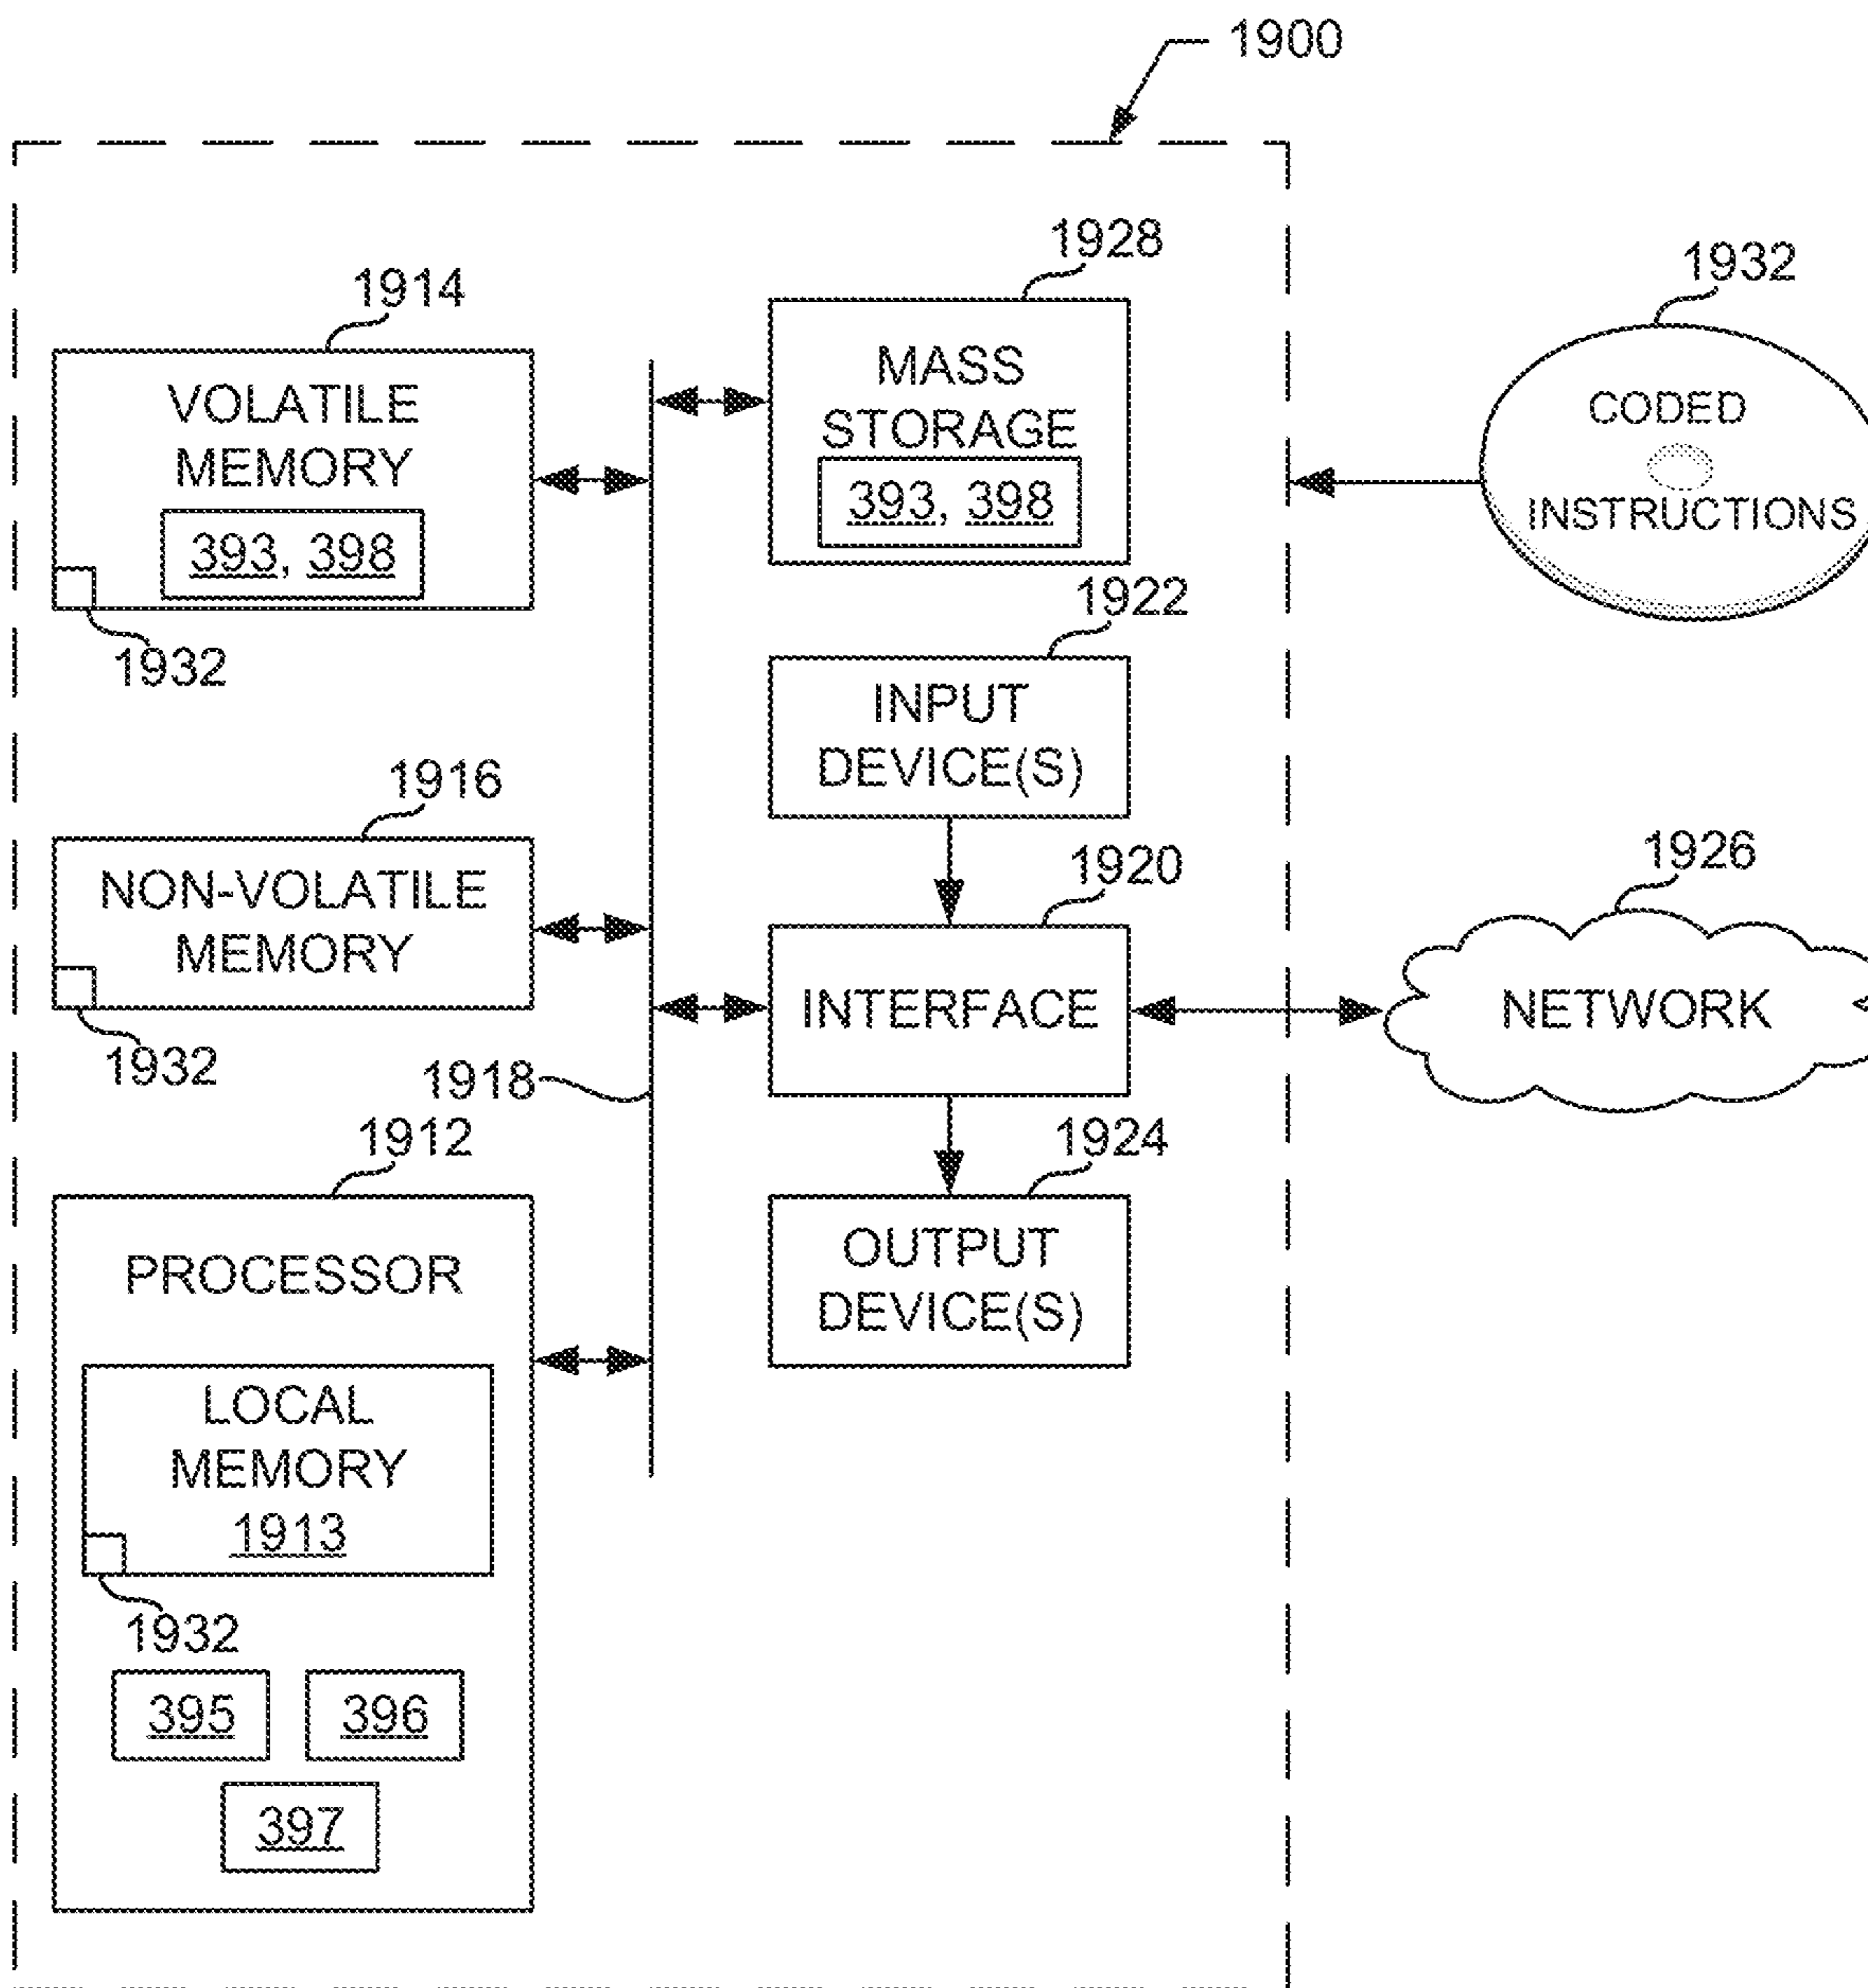 1900
1914
VOLATILE
MEMORY
393, 398
1932
1916
NON-VOLATILE
MEMORY
1932
1918
1912
PROCESSOR
LOCAL
MEMORY
1913
1932
395
396
397
1928
MASS
STORAGE
393, 398
1922
INPUT
DEVICE(S)
1920
INTERFACE
1924
OUTPUT
DEVICE(S)
1932
CODED
INSTRUCTIONS
1926
NETWORK